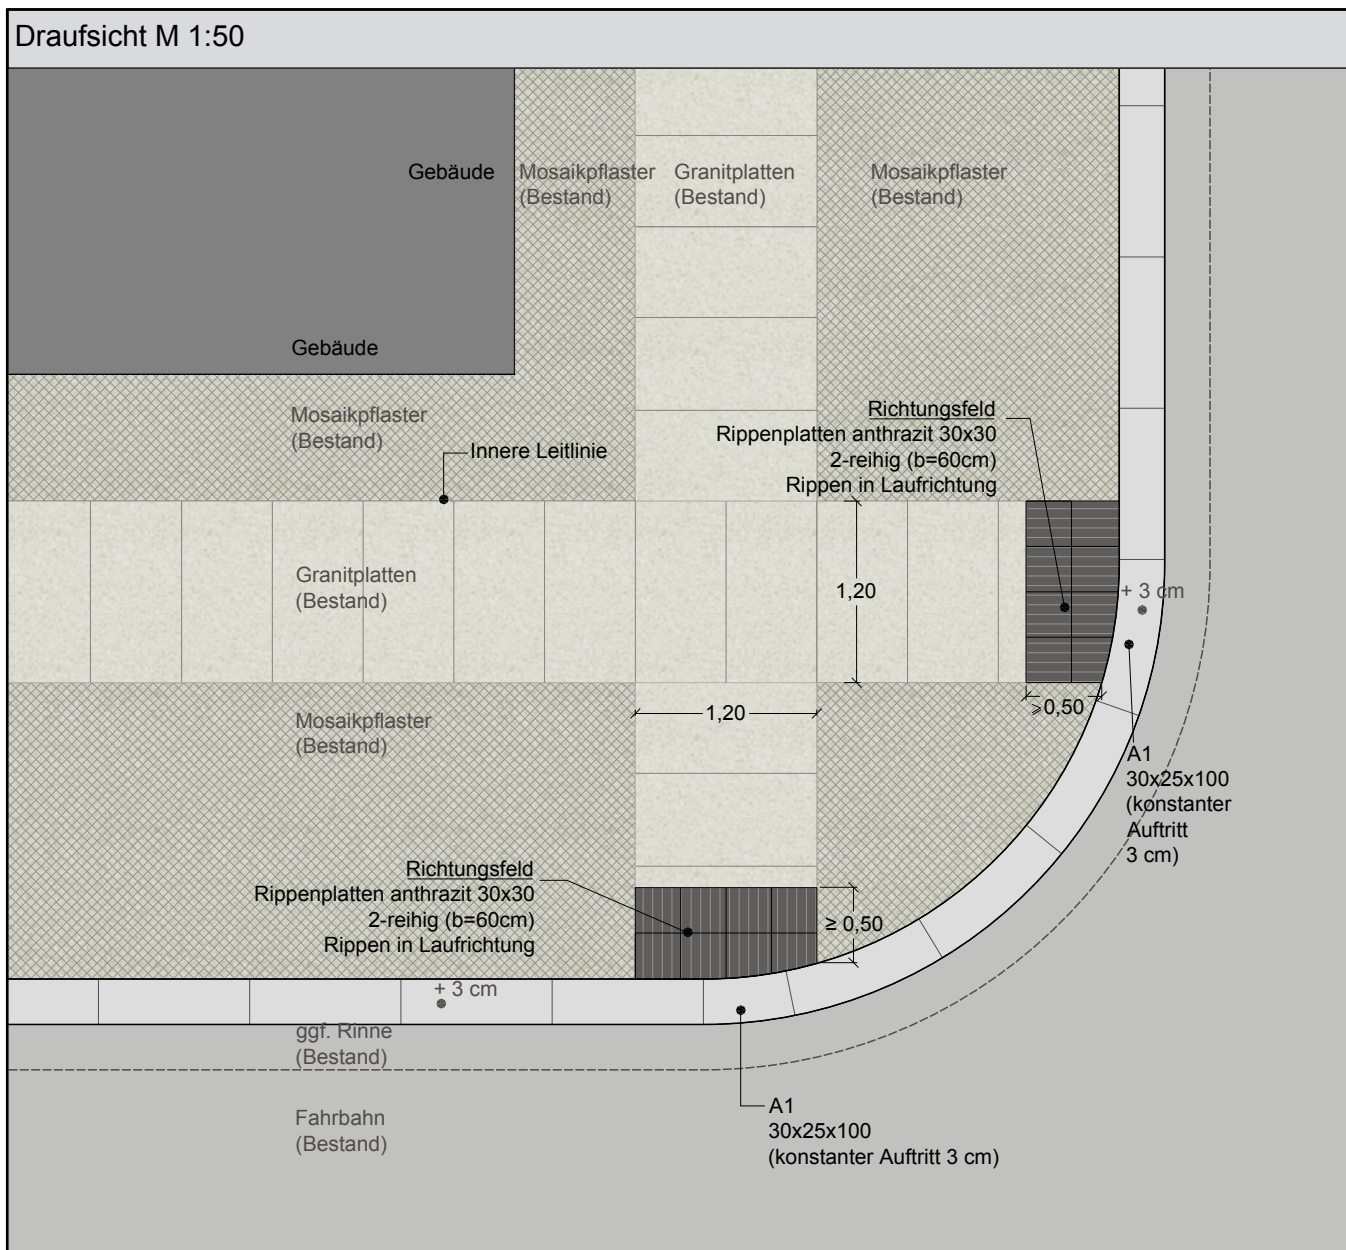 Draufsicht M 1:50
Gebäude
Mosaikpflaster
(Bestand)
Granitplatten
(Bestand)
Mosaikpflaster
(Bestand)
Gebäude
Mosaikpflaster
(Bestand)
Innere Leitlinie
Richtungsfeld
Rippenplatten anthrazit 30x30
2-reihig (b=60cm)
Rippen in Laufrichtung
Granitplatten
(Bestand)
1,20
+ 3 cm
≥0,50
1,20
Mosaikpflaster
(Bestand)
A1
30x25x100
(konstanter
Auftritt
3 cm)
Richtungsfeld
Rippenplatten anthrazit 30x30
2-reihig (b=60cm)
Rippen in Laufrichtung
≥ 0,50
+ 3 cm
ggf. Rinne
(Bestand)
Fahrbahn
(Bestand)
A1
30x25x100
(konstanter Auftritt 3 cm)